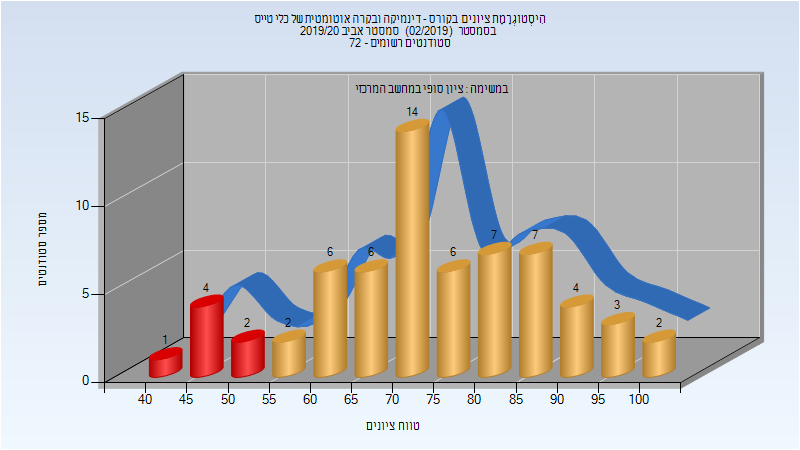 היסטוגרמת ציונים בקורס - דינמיקה ובקרה אוטומטית של כלי טייס
בסמסטר (02/2019) סמסטר אביב 2019/20
סטודנטים רשומים - 72
במשימה : ציון סופי במחשב המרכזי
מספר סטודנטים
15
10
5
0
1
4
2
2
6
6
14
6
7
7
4
3
2
40 45 50 55 60 65 70 75 80 85 90 95 100
טווח ציונים